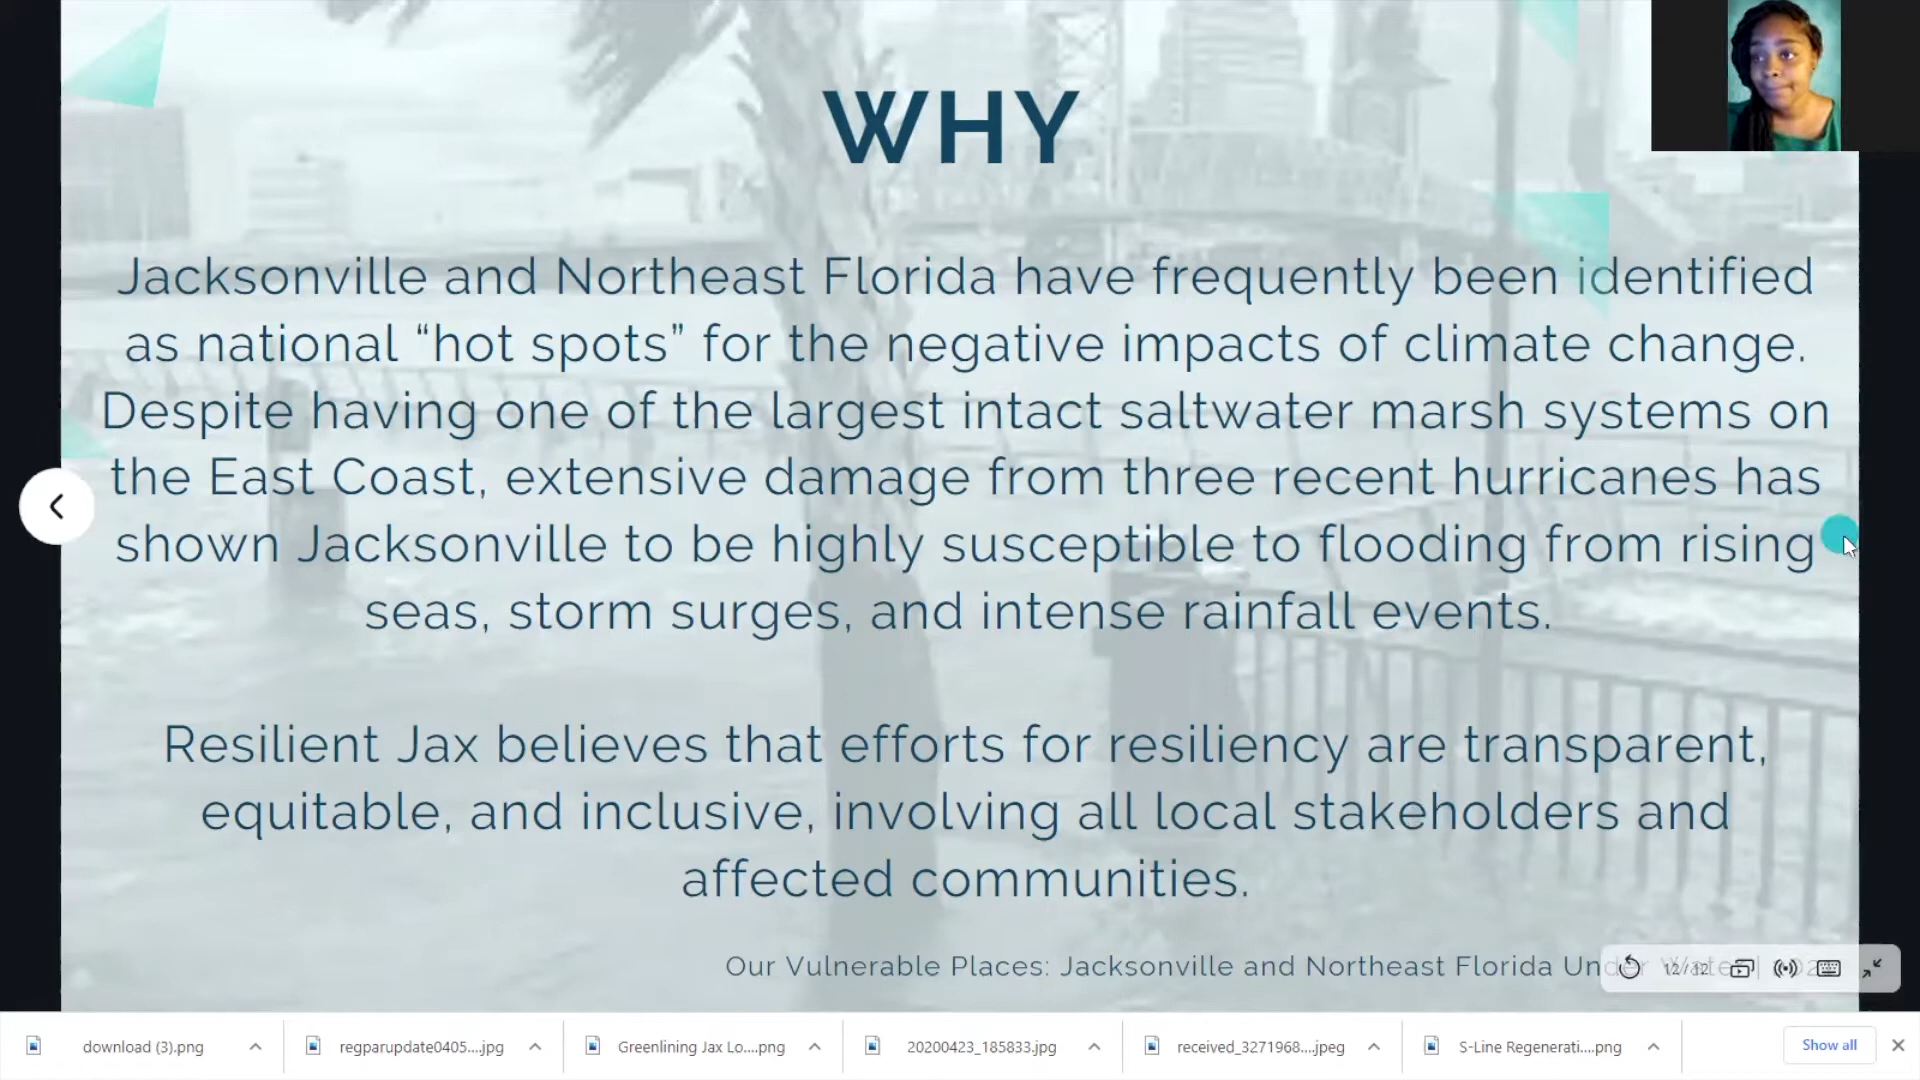 WHY
Jacksonville and Northeast Florida have frequently been identified
as national “hot spots” for the negative impacts of climate change.
Despite having one of the largest intact saltwater marsh systems on
the East Coast, extensive damage from three recent hurricanes has
shown Jacksonville to be highly susceptible to flooding from rising
seas, storm surges, and intense rainfall events.
Resilient Jax believes that efforts for resiliency are transparent,
equitable, and inclusive, involving all local stakeholders and
affected communities.
Our Vulnerable Places: Jacksonville and Northeast Florida Under Water
12/12
download (3).png
regparupdate0405....jpg
Greenlining Jax Lo....png
20200423_185833.jpg
received_3271968....jpeg
S-Line Regenerati....png
Show all